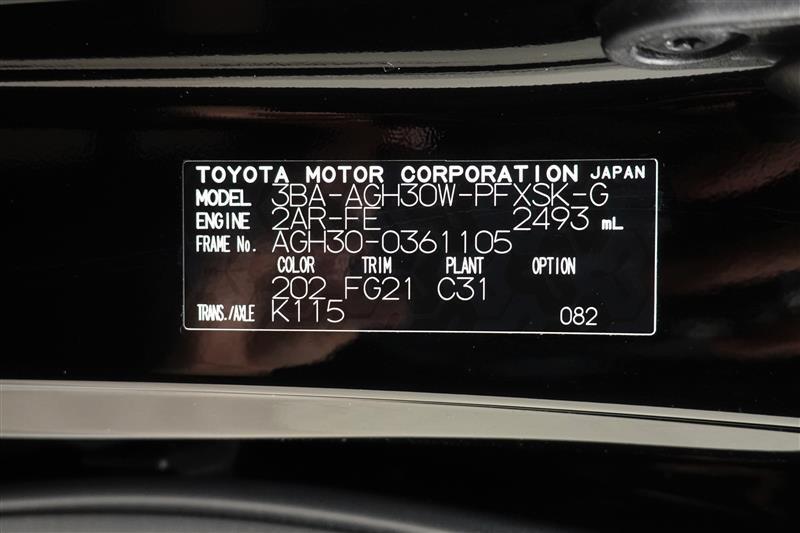 TOYOTA MOTOR CORPORATION JAPAN
MODEL 3BA-AGH30W-PFXSK-G
ENGINE 2AR-FE 2493 mL
FRAME No. AGH30-0361105
COLOR TRIM PLANT OPTION
202 FG21 C31
TRANS./AXLE K115 082